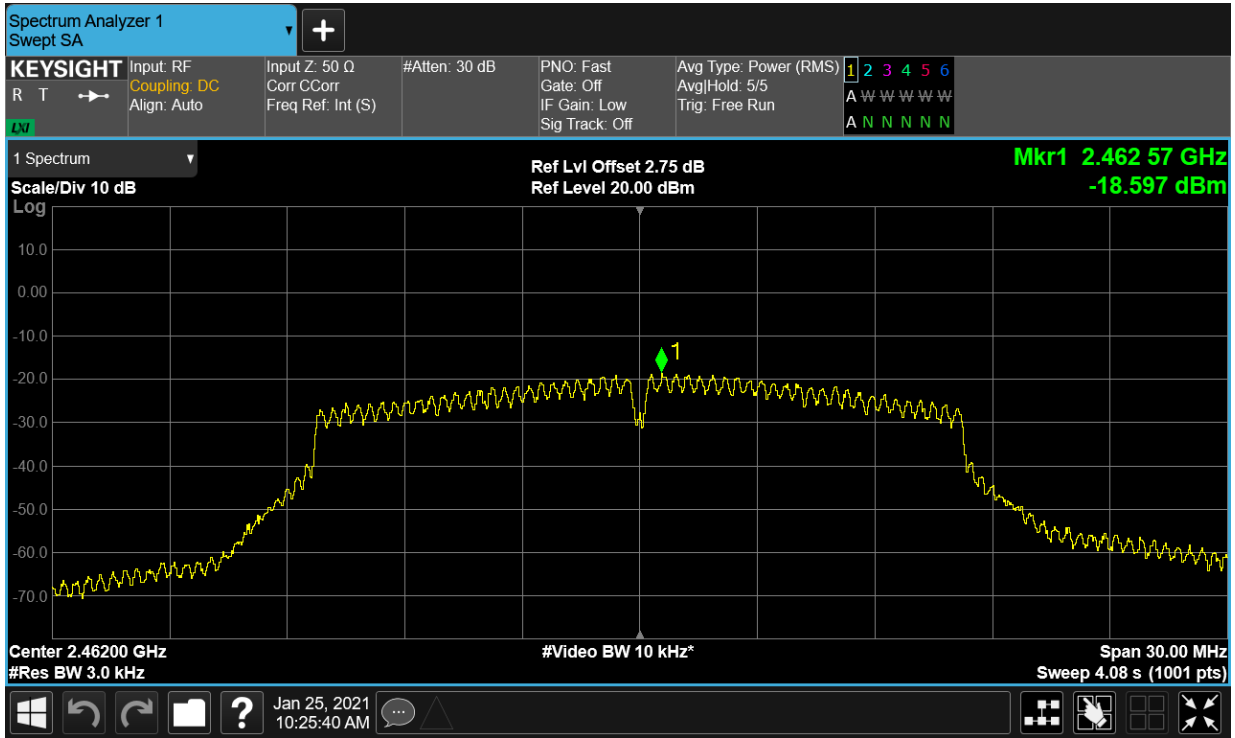 Spectrum Analyzer 1
Swept SA
KEYSIGHT
R T
LXI
Input: RF
Coupling: DC
Align: Auto
Input Z: 50 Ω
Corr CCorr
Freq Ref: Int (S)
#Atten: 30 dB
PNO: Fast
Gate: Off
IF Gain: Low
Sig Track: Off
Avg Type: Power (RMS)
Avg|Hold: 5/5
Trig: Free Run
1 2 3 4 5 6
A W W W W W
A N N N N N
1 Spectrum
Scale/Div 10 dB
Log
Ref Lvl Offset 2.75 dB
Ref Level 20.00 dBm
Mkr1 2.462 57 GHz
-18.597 dBm
10.0
0.00
-10.0
1
-20.0
-30.0
-40.0
-50.0
-60.0
-70.0
Center 2.46200 GHz
#Res BW 3.0 kHz
#Video BW 10 kHz*
Span 30.00 MHz
Sweep 4.08 s (1001 pts)
?
Jan 25, 2021
10:25:40 AM